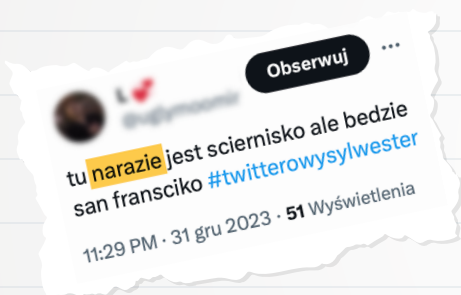 L 💕
Obserwuj
tu narazie jest sciernisko ale bedzie
san fransciko #twitterowysylwester
11:29 PM · 31 gru 2023 · 51 Wyświetlenia